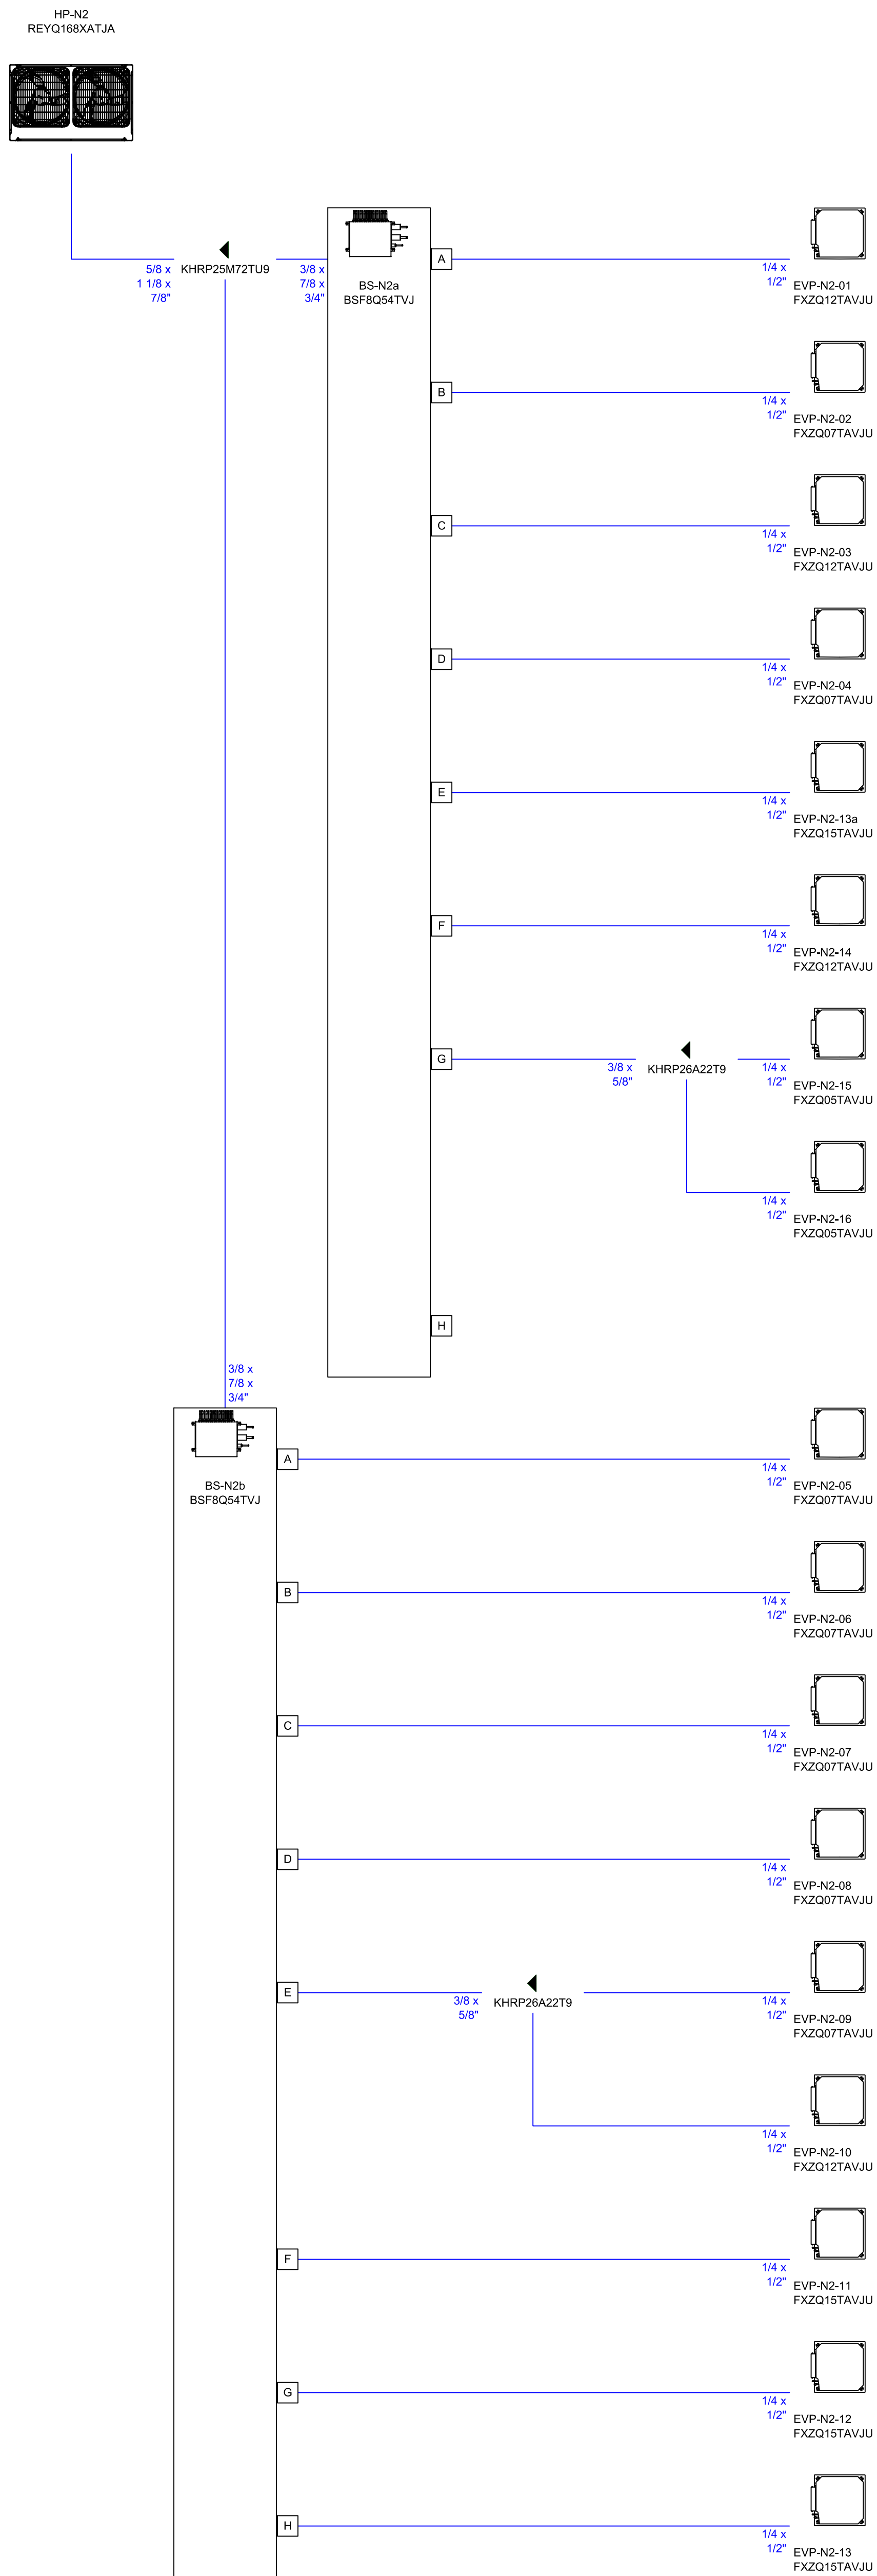 HP-N2
REYQ168XATJA
5/8 x
1 1/8 x
7/8"
KHRP25M72TU9
3/8 x
7/8 x
3/4"
BS-N2a
BSF8Q54TVJ
A
1/4 x
1/2"
EVP-N2-01
FXZQ12TAVJU
B
1/4 x
1/2"
EVP-N2-02
FXZQ07TAVJU
C
1/4 x
1/2"
EVP-N2-03
FXZQ12TAVJU
D
1/4 x
1/2"
EVP-N2-04
FXZQ07TAVJU
E
1/4 x
1/2"
EVP-N2-13a
FXZQ15TAVJU
F
1/4 x
1/2"
EVP-N2-14
FXZQ12TAVJU
G
3/8 x
5/8"
KHRP26A22T9
1/4 x
1/2"
EVP-N2-15
FXZQ05TAVJU
1/4 x
1/2"
EVP-N2-16
FXZQ05TAVJU
H
3/8 x
7/8 x
3/4"
BS-N2b
BSF8Q54TVJ
A
1/4 x
1/2"
EVP-N2-05
FXZQ07TAVJU
B
1/4 x
1/2"
EVP-N2-06
FXZQ07TAVJU
C
1/4 x
1/2"
EVP-N2-07
FXZQ07TAVJU
D
1/4 x
1/2"
EVP-N2-08
FXZQ07TAVJU
E
3/8 x
5/8"
KHRP26A22T9
1/4 x
1/2"
EVP-N2-09
FXZQ07TAVJU
1/4 x
1/2"
EVP-N2-10
FXZQ12TAVJU
F
1/4 x
1/2"
EVP-N2-11
FXZQ15TAVJU
G
1/4 x
1/2"
EVP-N2-12
FXZQ15TAVJU
H
1/4 x
1/2"
EVP-N2-13
FXZQ15TAVJU